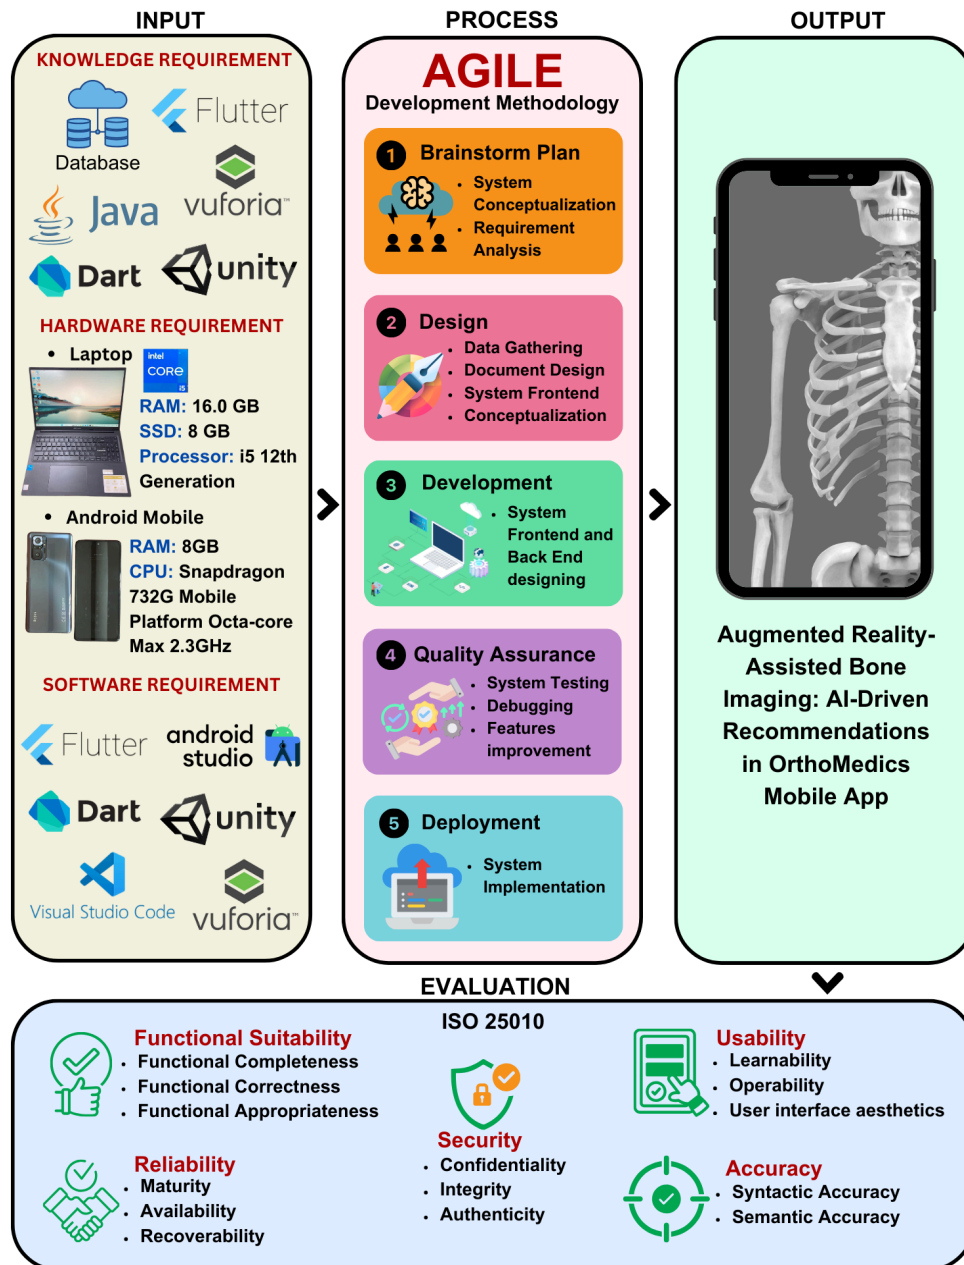 INPUT
KNOWLEDGE REQUIREMENT
Database
Flutter
Java
vuforia™
Dart
unity
HARDWARE REQUIREMENT
• Laptop
intel
CORE
i5
RAM: 16.0 GB
SSD: 8 GB
Processor: i5 12th
Generation
• Android Mobile
RAM: 8GB
CPU: Snapdragon
732G Mobile
Platform Octa-core
Max 2.3GHz
SOFTWARE REQUIREMENT
Flutter
android
studio
Dart
unity
Visual Studio Code
vuforia™
PROCESS
AGILE
Development Methodology
1 Brainstorm Plan
• System
Conceptualization
• Requirement
Analysis
2 Design
• Data Gathering
• Document Design
• System Frontend
• Conceptualization
3 Development
• System
Frontend and
Back End
designing
4 Quality Assurance
• System Testing
• Debugging
• Features
improvement
5 Deployment
• System
Implementation
OUTPUT
Augmented Reality-
Assisted Bone
Imaging: AI-Driven
Recommendations
in OrthoMedics
Mobile App
EVALUATION
ISO 25010
Functional Suitability
• Functional Completeness
• Functional Correctness
• Functional Appropriateness
Reliability
• Maturity
• Availability
• Recoverability
Security
• Confidentiality
• Integrity
• Authenticity
Usability
• Learnability
• Operability
• User interface aesthetics
Accuracy
• Syntactic Accuracy
• Semantic Accuracy